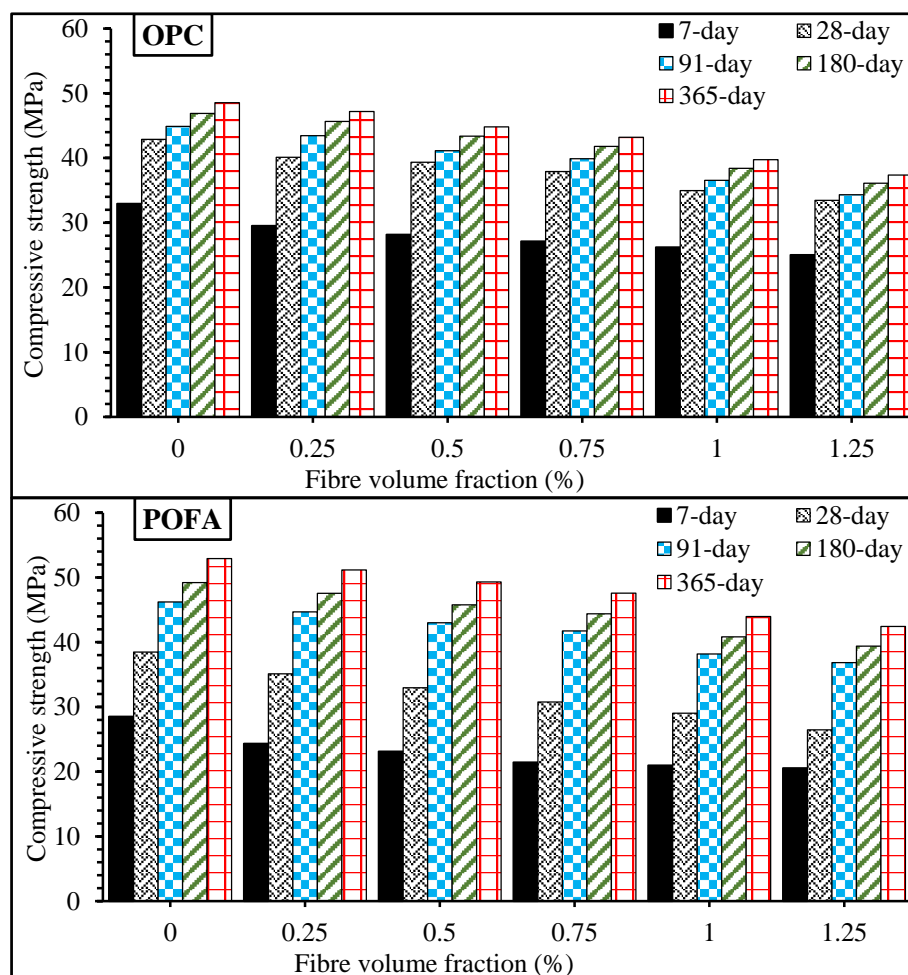 OPC
7-day
28-day
91-day
180-day
365-day
Compressive strength (MPa)
60
50
40
30
20
10
0
0 0.25 0.5 0.75 1 1.25
Fibre volume fraction (%)
POFA
7-day
28-day
91-day
180-day
365-day
Compressive strength (MPa)
60
50
40
30
20
10
0
0 0.25 0.5 0.75 1 1.25
Fibre volume fraction (%)